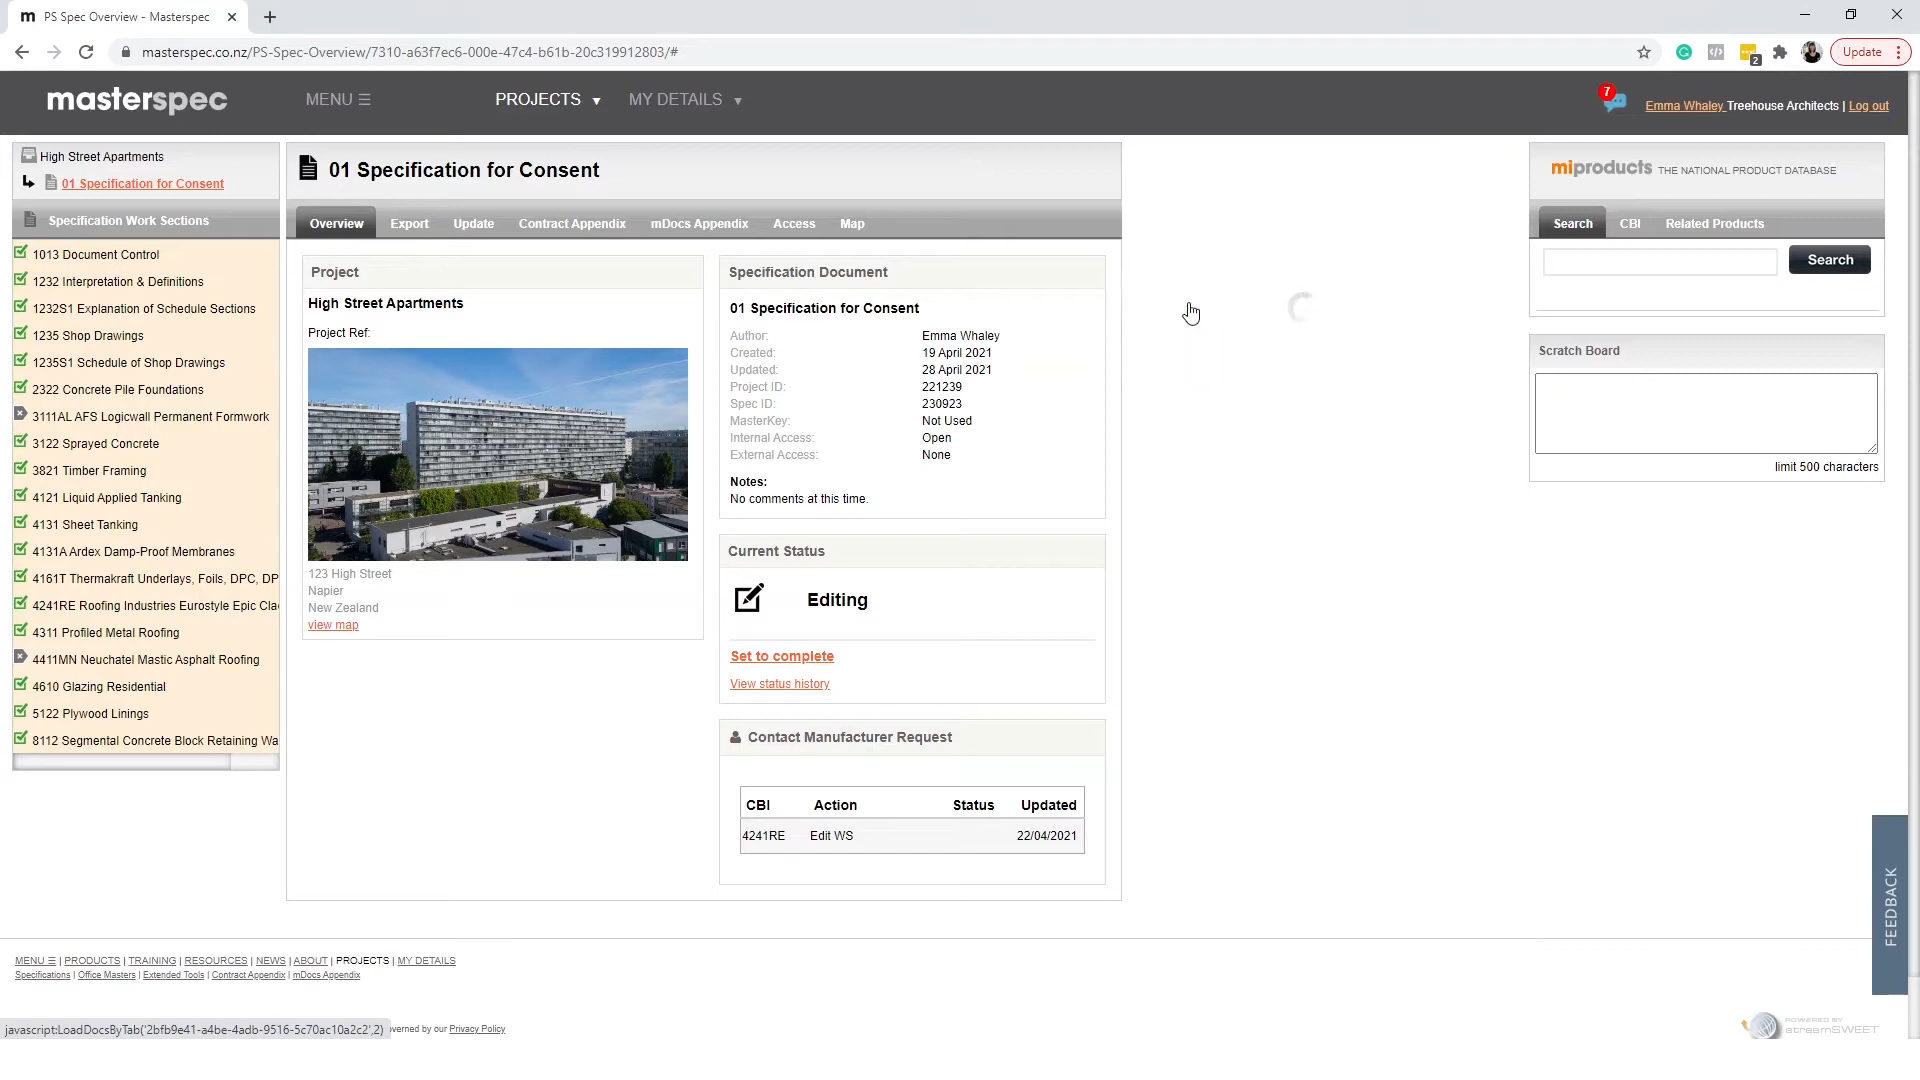 m PS Spec Overview - Masterspec
masterspec.co.nz/PS-Spec-Overview/7310-a63f7ec6-000e-47c4-b61b-20c319912803/#
2
Update
masterspec
MENU ☰
PROJECTS ▼
MY DETAILS ▼
7
Emma Whaley Treehouse Architects | Log out
High Street Apartments
01 Specification for Consent
Specification Work Sections
1013 Document Control
1232 Interpretation & Definitions
1232S1 Explanation of Schedule Sections
1235 Shop Drawings
1235S1 Schedule of Shop Drawings
2322 Concrete Pile Foundations
3111AL AFS Logicwall Permanent Formwork
3122 Sprayed Concrete
3821 Timber Framing
4121 Liquid Applied Tanking
4131 Sheet Tanking
4131A Ardex Damp-Proof Membranes
4161T Thermakraft Underlays, Foils, DPC, DP
4241RE Roofing Industries Eurostyle Epic Cla
4311 Profiled Metal Roofing
4411MN Neuchatel Mastic Asphalt Roofing
4610 Glazing Residential
5122 Plywood Linings
8112 Segmental Concrete Block Retaining Wa
01 Specification for Consent
Overview Export Update Contract Appendix mDocs Appendix Access Map
Project
High Street Apartments
Project Ref:
123 High Street
Napier
New Zealand
view map
Specification Document
01 Specification for Consent
Author: Emma Whaley
Created: 19 April 2021
Updated: 28 April 2021
Project ID: 221239
Spec ID: 230923
MasterKey: Not Used
Internal Access: Open
External Access: None
Notes:
No comments at this time.
Current Status
Editing
Set to complete
View status history
Contact Manufacturer Request
CBI Action Status Updated
4241RE Edit WS 22/04/2021
miproducts THE NATIONAL PRODUCT DATABASE
Search CBI Related Products
Search
Scratch Board
limit 500 characters
FEEDBACK
MENU ☰ | PRODUCTS | TRAINING | RESOURCES | NEWS | ABOUT | PROJECTS | MY DETAILS
Specifications | Office Masters | Extended Tools | Contract Appendix | mDocs Appendix
javascript:LoadDocsByTab('2bfb9e41-a4be-4adb-9516-5c70ac10a2c2',2) verned by our Privacy Policy
POWERED BY
streamSWEET